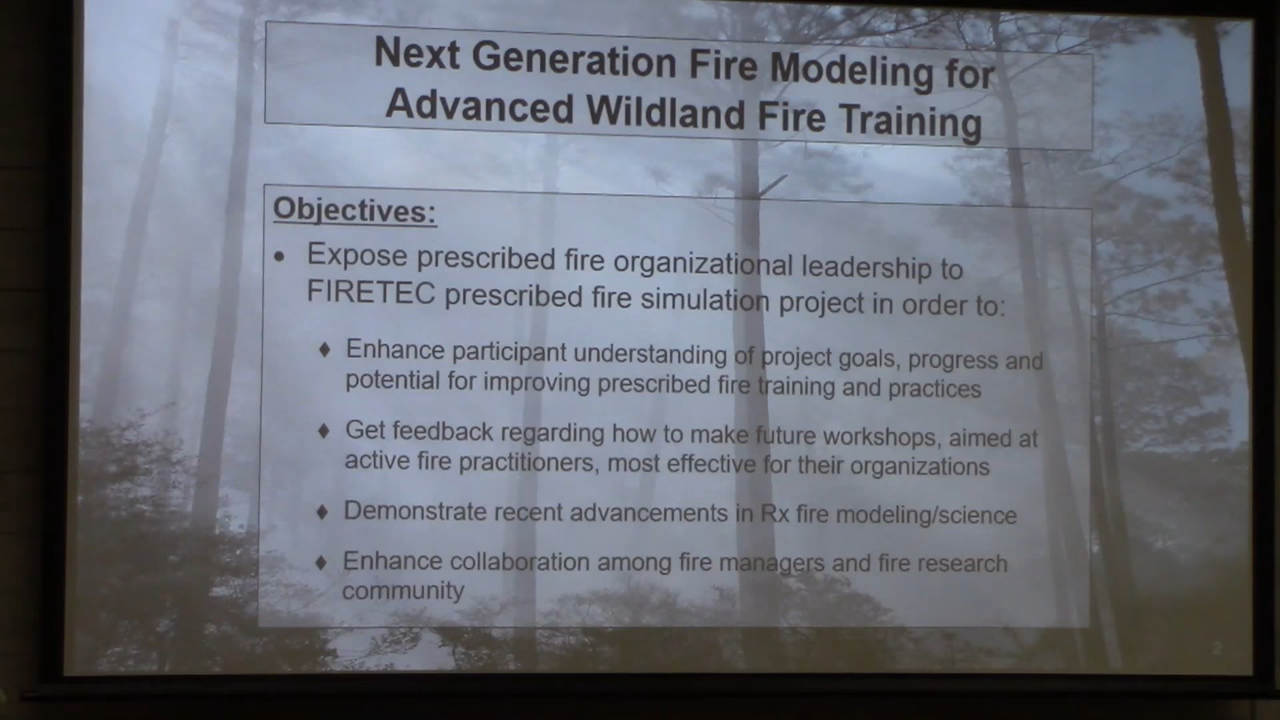 Next Generation Fire Modeling for
Advanced Wildland Fire Training
Objectives:
• Expose prescribed fire organizational leadership to
FIRETEC prescribed fire simulation project in order to:
♦ Enhance participant understanding of project goals, progress and
potential for improving prescribed fire training and practices
♦ Get feedback regarding how to make future workshops, aimed at
active fire practitioners, most effective for their organizations
♦ Demonstrate recent advancements in Rx fire modeling/science
♦ Enhance collaboration among fire managers and fire research
community
2